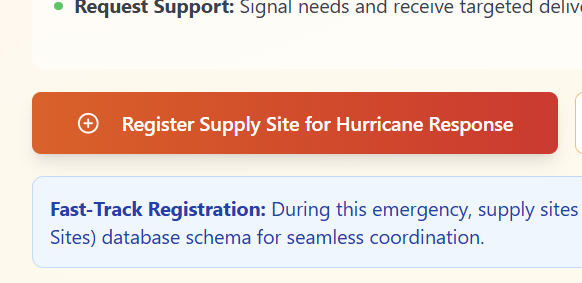 Request Support: Signal needs and receive targeted
Register Supply Site for Hurricane Response
Fast-Track Registration: During this emergency, supply sites
Sites) database schema for seamless coordination.